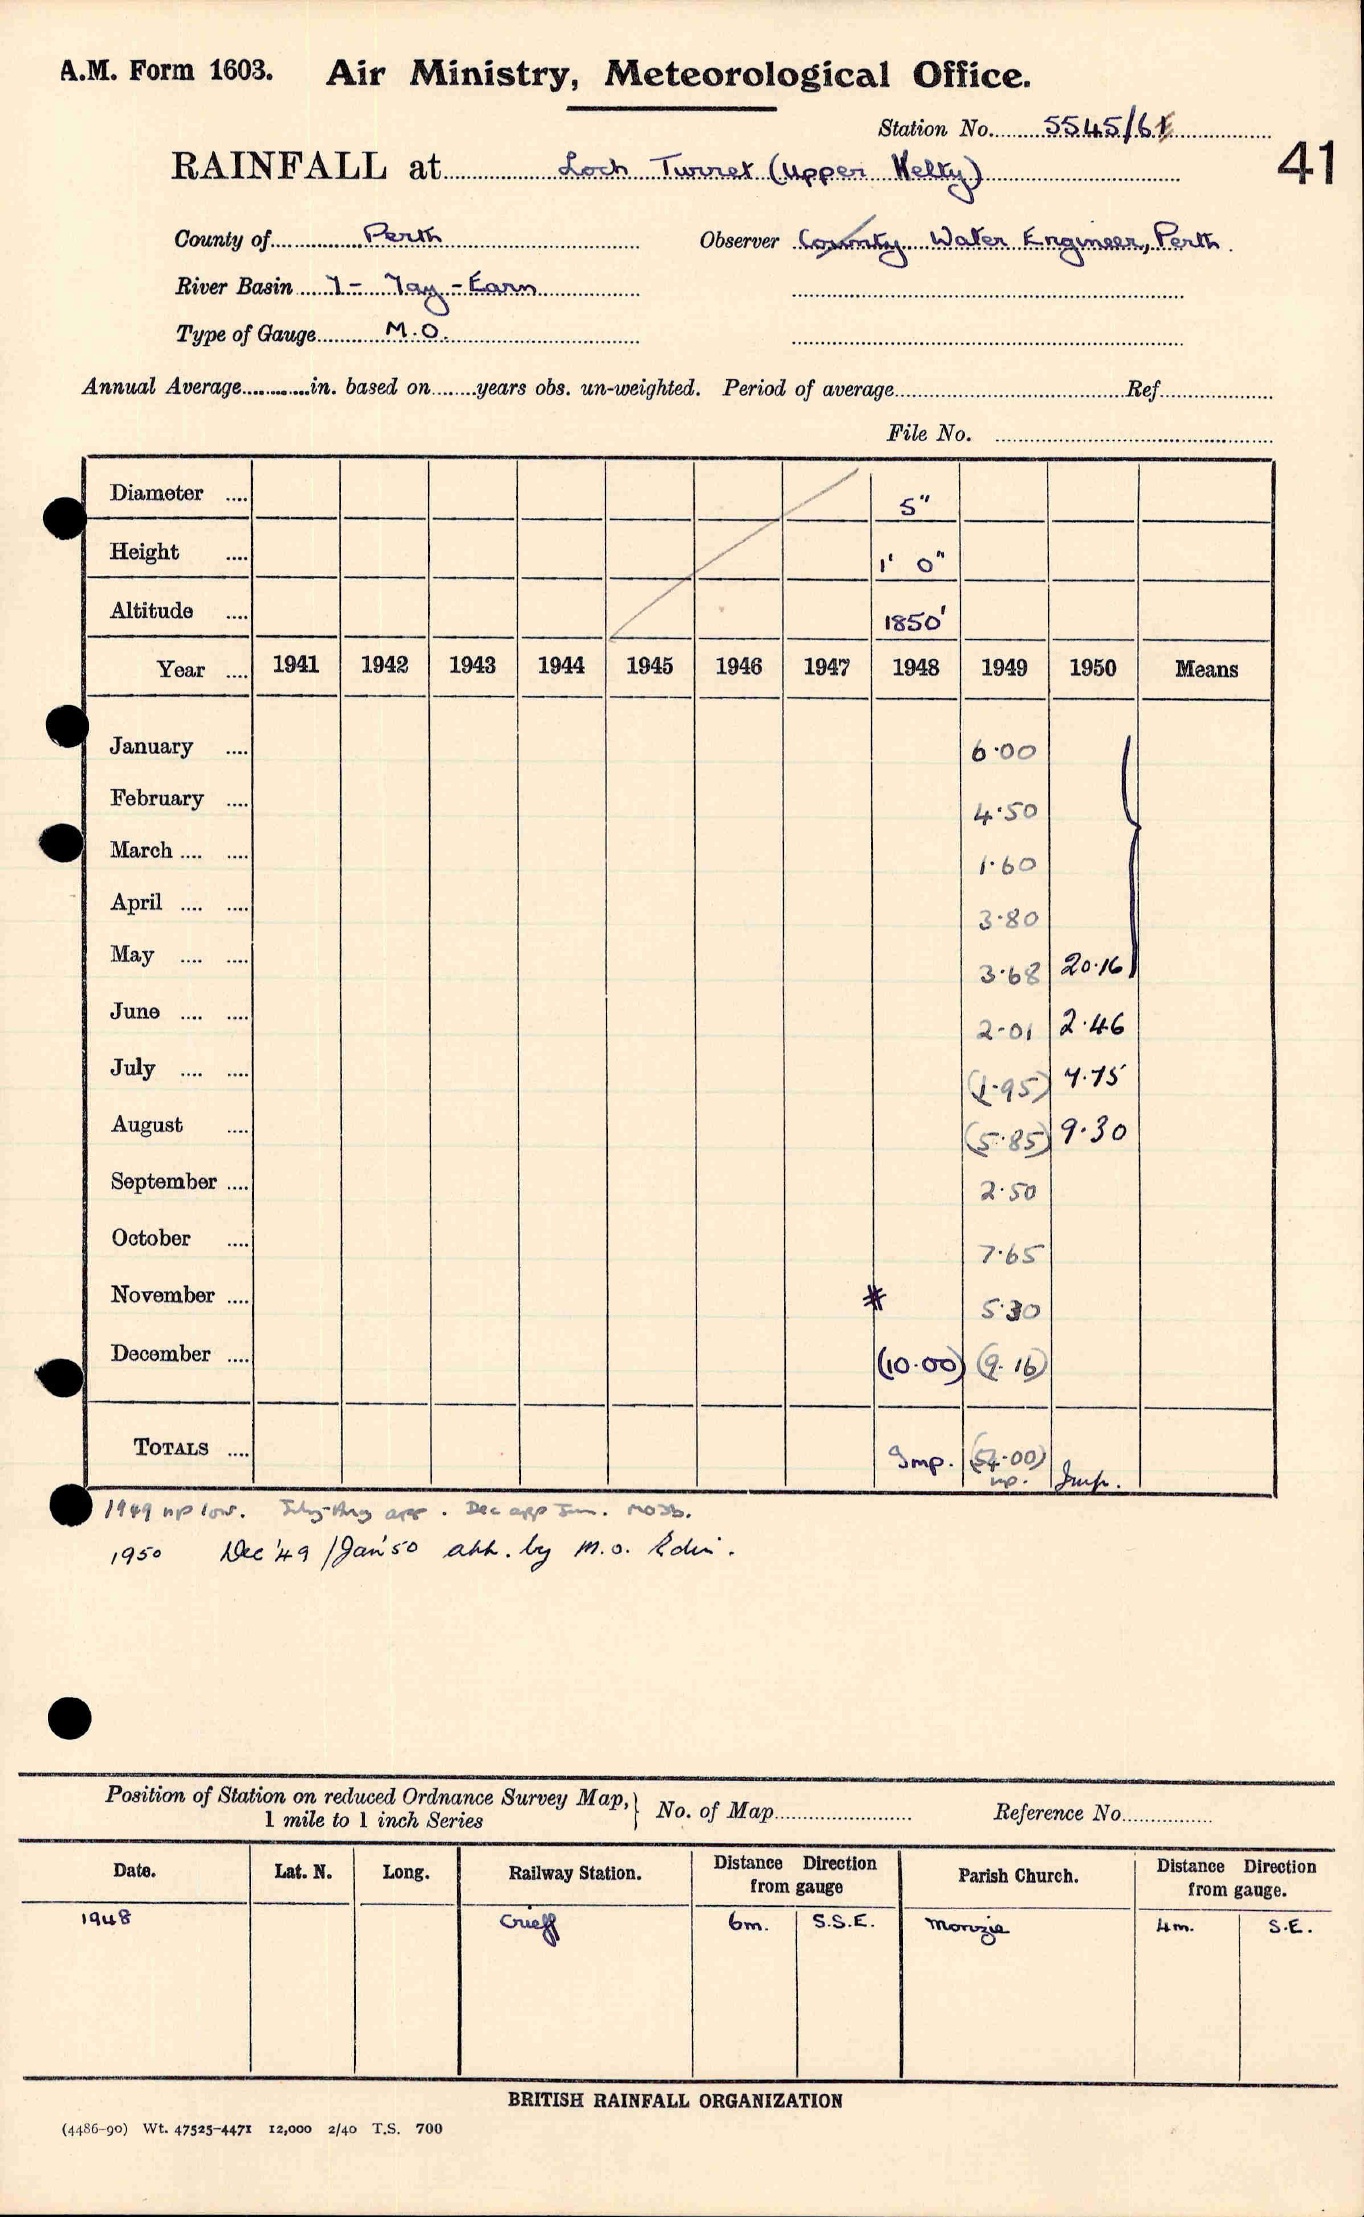 A.M. Form 1603. Air Ministry, Meteorological Office.
Station No. 5545/61
41
RAINFALL at Loch Turret (Upper Kelty)
County of Perth Observer County Water Engineer, Perth.
River Basin 7 - Tay - Earn
Type of Gauge M.O.
Annual Average in. based on years obs. un-weighted. Period of average Ref.
File No.
Diameter 5"
Height 1' 0"
Altitude 1850'
Year 1941 1942 1943 1944 1945 1946 1947 1948 1949 1950 Means
January 6.00
February 4.50
March 1.60
April 3.80
May 3.68 20.16 }
June 2.01 2.46
July (1.95) 7.75
August (5.85) 9.30
September 2.50
October 7.65
November # 5.30
December (10.00) (9.16)
TOTALS Imp. (54.00) Imp.
np.
1949 np low. July-Aug app. Dec app Jan.
1950 Dec '49 / Jan '50 by M.O. Edin.
Position of Station on reduced Ordnance Survey Map, } No. of Map Reference No.
1 mile to 1 inch Series
Date. Lat. N. Long. Railway Station. Distance Direction from gauge Parish Church. Distance Direction from gauge.
1948 Crieff 6m. S.S.E. Monzie 4m. S.E.
BRITISH RAINFALL ORGANIZATION
(4486-90) Wt. 47525-4471 12,000 2/40 T.S. 700